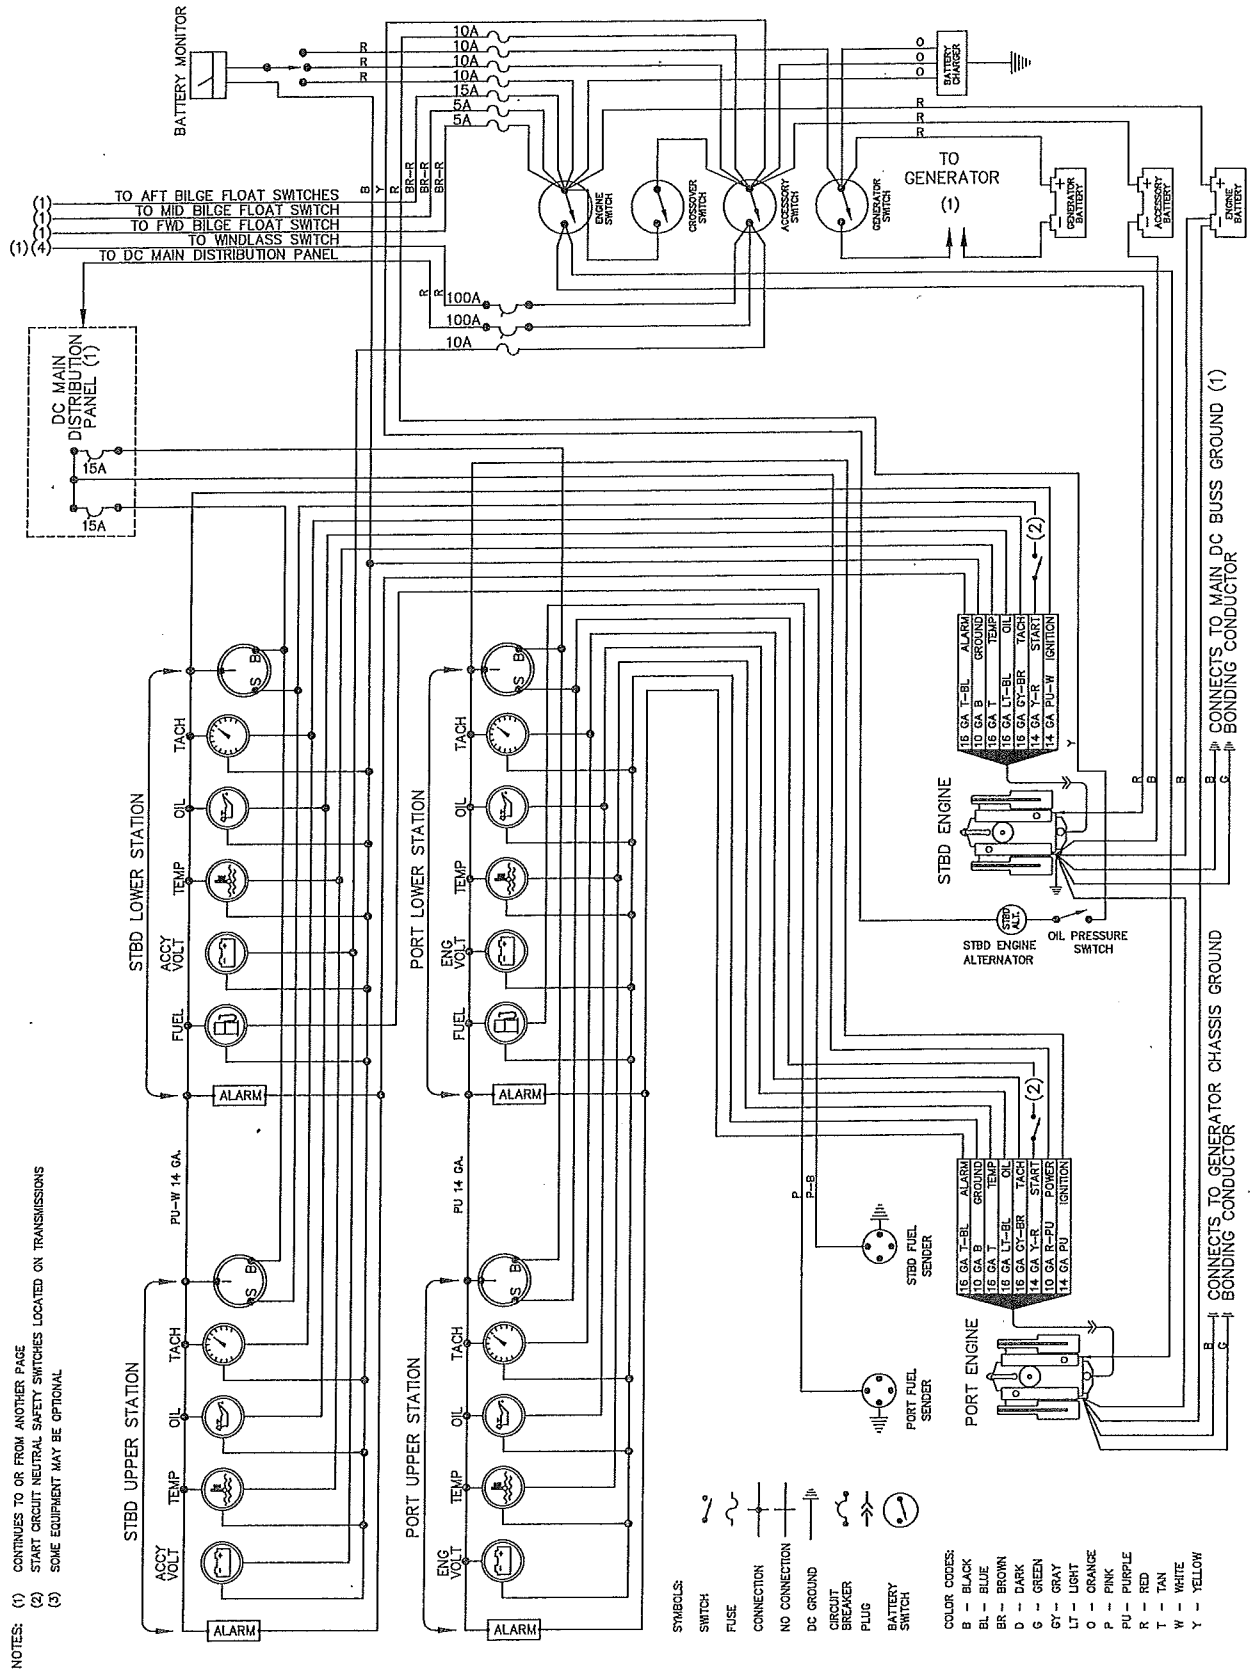 BATTERY MONITOR
R
R
R
10A
10A
10A
10A
15A
5A
5A
B
Y
R
BR-R
BR-R
BR-R
O
O
O
BATTERY
CHARGER
R
R
R
(1) TO AFT BILGE FLOAT SWITCHES
(1) TO MID BILGE FLOAT SWITCH
(1) TO FWD BILGE FLOAT SWITCH
(1)(4) TO WINDLASS SWITCH
TO DC MAIN DISTRIBUTION PANEL
ENGINE
SWITCH
CROSSOVER
SWITCH
ACCESSORY
SWITCH
GENERATOR
SWITCH
TO
GENERATOR
(1)
+
-
GENERATOR
BATTERY
+
-
ACCESSORY
BATTERY
+
-
ENGINE
BATTERY
R
R
100A
100A
10A
DC MAIN
DISTRIBUTION
PANEL (1)
15A
15A
STBD LOWER STATION
I
B
S
TACH
OIL
TEMP
ACCY
VOLT
FUEL
ALARM
PU-W 14 GA.
PORT LOWER STATION
I
B
S
TACH
OIL
TEMP
ENG
VOLT
FUEL
ALARM
PU 14 GA.
STBD UPPER STATION
I
B
S
TACH
OIL
TEMP
ACCY
VOLT
ALARM
PORT UPPER STATION
I
B
S
TACH
OIL
TEMP
ENG
VOLT
ALARM
(2)
16 GA T-BL ALARM
10 GA B GROUND
16 GA T TEMP
16 GA LT-BL OIL
16 GA GY-BR TACH
14 GA Y-R START
14 GA PU-W IGNITION
Y
R
B
B
B
G
STBD ENGINE
STBD
ALT.
STBD ENGINE
ALTERNATOR
OIL PRESSURE
SWITCH
CONNECTS TO MAIN DC BUSS GROUND (1)
BONDING CONDUCTOR
(2)
16 GA T-BL ALARM
10 GA B GROUND
16 GA T TEMP
16 GA LT-BL OIL
16 GA GY-BR TACH
14 GA Y-R START
10 GA R-PU POWER
14 GA PU IGNITION
P
P-B
STBD FUEL
SENDER
PORT FUEL
SENDER
PORT ENGINE
B
G
CONNECTS TO GENERATOR CHASSIS GROUND
BONDING CONDUCTOR
NOTES: (1) CONTINUES TO OR FROM ANOTHER PAGE
(2) START CIRCUIT NEUTRAL SAFETY SWITCHES LOCATED ON TRANSMISSIONS
(3) SOME EQUIPMENT MAY BE OPTIONAL
SYMBOLS:
SWITCH
FUSE
CONNECTION
NO CONNECTION
DC GROUND
CIRCUIT
BREAKER
PLUG
BATTERY
SWITCH
COLOR CODES:
B - BLACK
BL - BLUE
BR - BROWN
D - DARK
G - GREEN
GY - GRAY
LT - LIGHT
O - ORANGE
P - PINK
PU - PURPLE
R - RED
T - TAN
W - WHITE
Y - YELLOW